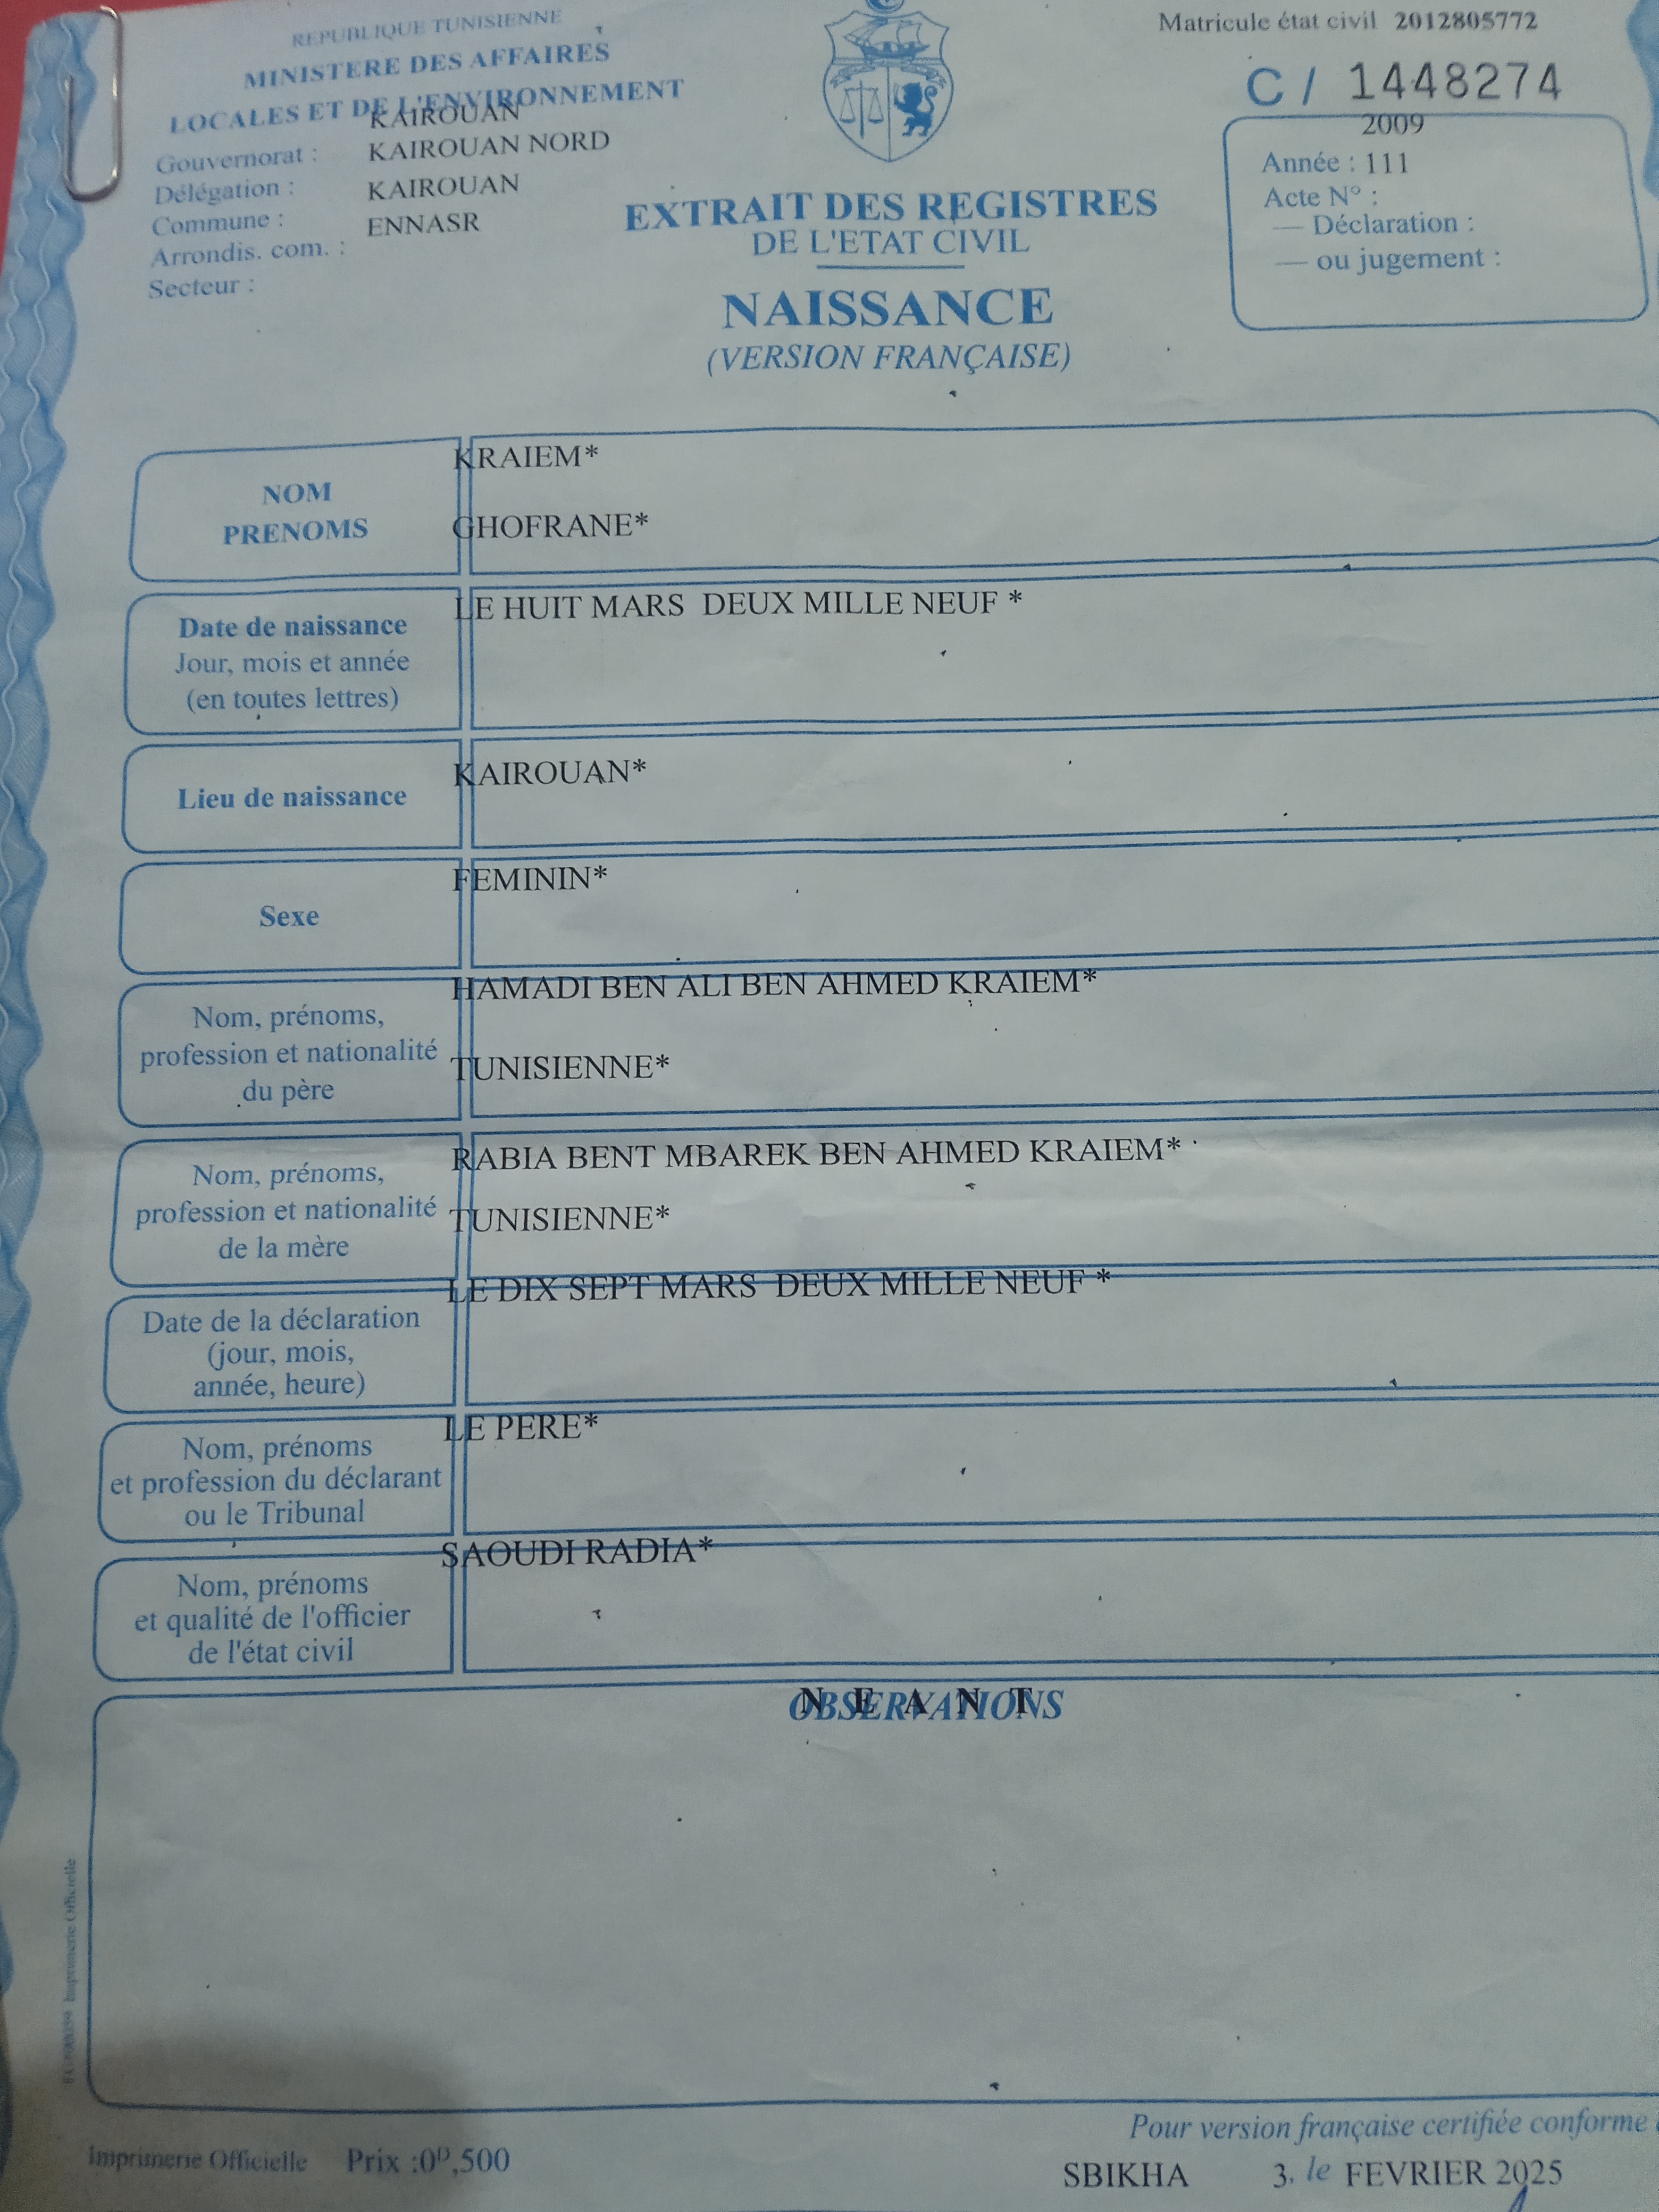 REPUBLIQUE TUNISIENNE
MINISTERE DES AFFAIRES
LOCALES ET DE L'ENVIRONNEMENT
KAIROUAN
Gouvernorat : KAIROUAN NORD
Délégation : KAIROUAN
Commune : ENNASR
Arrondis. com. :
Secteur :
Matricule état civil 2012805772
C / 1448274
2009
Année : 111
Acte N° :
— Déclaration :
— ou jugement :
EXTRAIT DES REGISTRES
DE L'ETAT CIVIL
NAISSANCE
(VERSION FRANÇAISE)
NOM
PRENOMS
KRAIEM*
GHOFRANE*
Date de naissance
Jour, mois et année
(en toutes lettres)
LE HUIT MARS DEUX MILLE NEUF *
Lieu de naissance
KAIROUAN*
Sexe
FEMININ*
Nom, prénoms,
profession et nationalité
du père
HAMADI BEN ALI BEN AHMED KRAIEM*
TUNISIENNE*
Nom, prénoms,
profession et nationalité
de la mère
RABIA BENT MBAREK BEN AHMED KRAIEM*
TUNISIENNE*
Date de la déclaration
(jour, mois,
année, heure)
LE DIX SEPT MARS DEUX MILLE NEUF *
Nom, prénoms
et profession du déclarant
ou le Tribunal
LE PERE*
Nom, prénoms
et qualité de l'officier
de l'état civil
SAOUDI RADIA*
OBSERVATIONS
N E A N T
Imprimerie Officielle
Imprimerie Officielle Prix :0ᴰ,500
Pour version française certifiée conforme
SBIKHA 3. le FEVRIER 2025